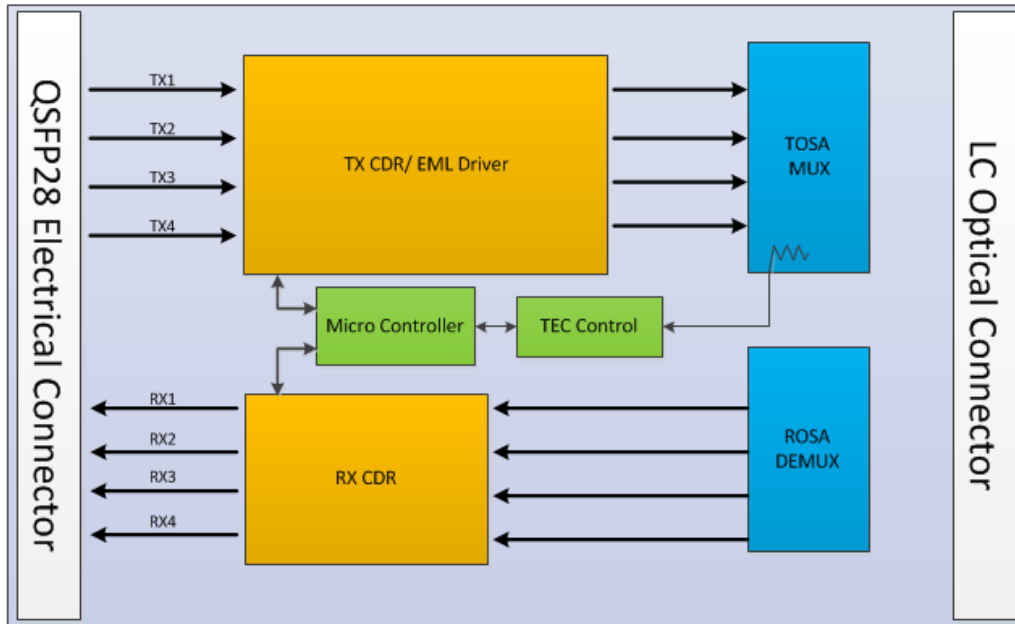 QSFP28 Electrical Connector
TX1
TX2
TX3
TX4
TX CDR/ EML Driver
TOSA
MUX
LC Optical Connector
Micro Controller
TEC Control
RX1
RX2
RX3
RX4
RX CDR
ROSA
DEMUX